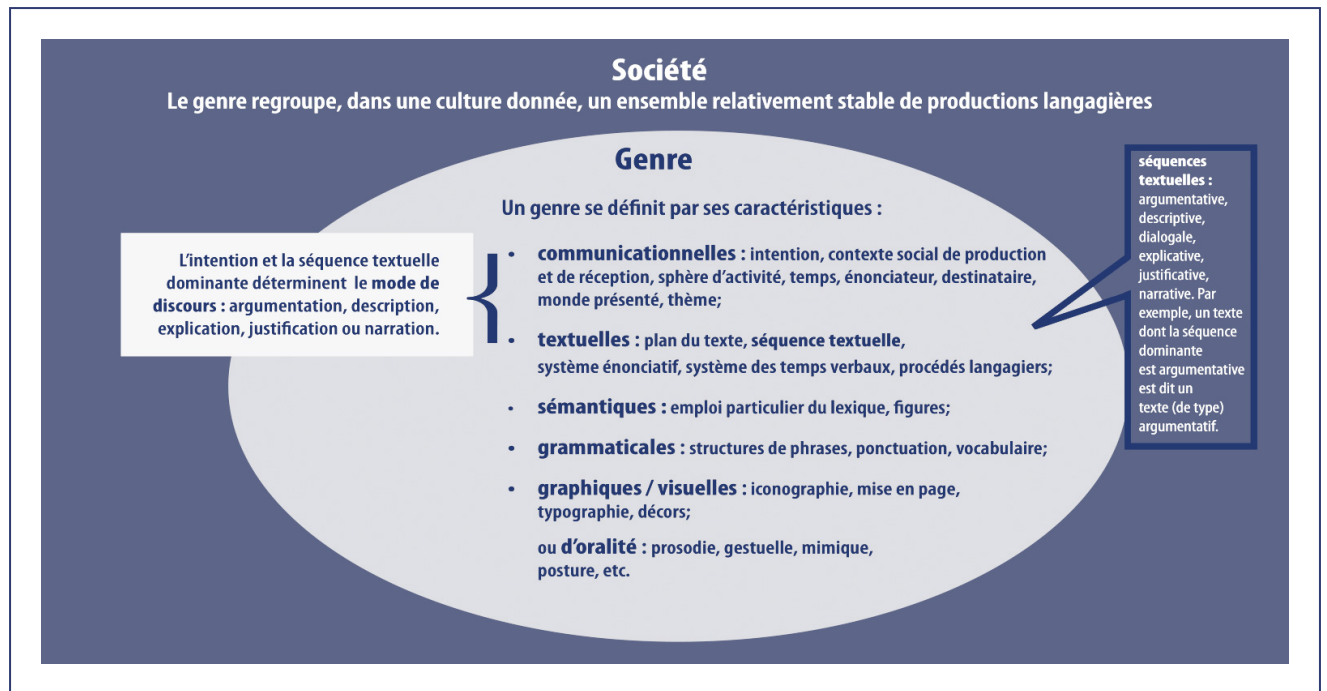 Société
Le genre regroupe, dans une culture donnée, un ensemble relativement stable de productions langagières
Genre
Un genre se définit par ses caractéristiques :
L'intention et la séquence textuelle
dominante déterminent le mode de
discours : argumentation, description,
explication, justification ou narration.
• communicationnelles : intention, contexte social de production
et de réception, sphère d'activité, temps, énonciateur, destinataire,
monde présenté, thème;
• textuelles : plan du texte, séquence textuelle,
système énonciatif, système des temps verbaux, procédés langagiers;
• sémantiques : emploi particulier du lexique, figures;
• grammaticales : structures de phrases, ponctuation, vocabulaire;
• graphiques / visuelles : iconographie, mise en page,
typographie, décors;
ou d'oralité : prosodie, gestuelle, mimique,
posture, etc.
séquences
textuelles :
argumentative,
descriptive,
dialogale,
explicative,
justificative,
narrative. Par
exemple, un texte
dont la séquence
dominante
est argumentative
est dit un
texte (de type)
argumentatif.